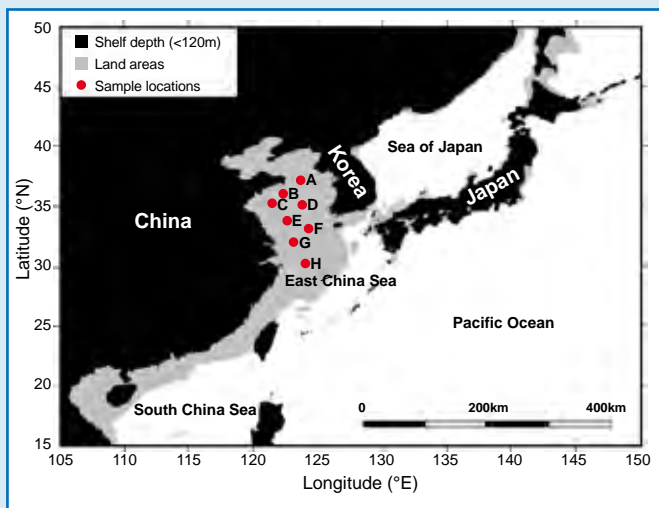 Shelf depth (<120m)
Land areas
Sample locations
50
45
40
35
30
25
20
15
Latitude (°N)
China
Korea
Japan
Sea of Japan
A
B
C
D
E
F
G
H
East China Sea
Pacific Ocean
South China Sea
0 200km 400km
105 110 115 120 125 130 135 140 145 150
Longitude (°E)